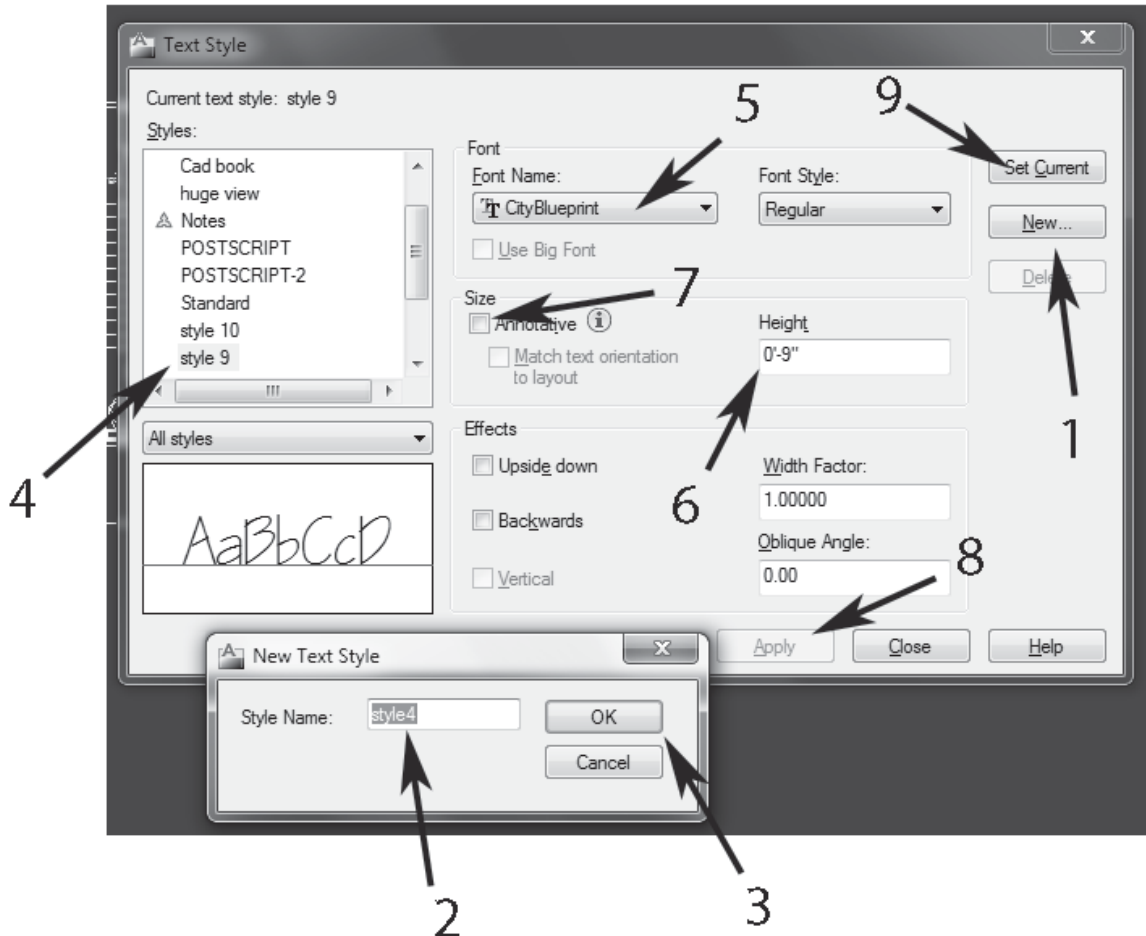 Text Style
Current text style: style 9
Styles:
Cad book
huge view
Notes
POSTSCRIPT
POSTSCRIPT-2
Standard
style 10
style 9
All styles
AaBbCcD
Font
Font Name:
CityBlueprint
Use Big Font
Font Style:
Regular
Size
Annotative
Match text orientation
to layout
Height
0'-9"
Effects
Upside down
Backwards
Vertical
Width Factor:
1.00000
Oblique Angle:
0.00
Set Current
New...
Delete
Apply
Close
Help
New Text Style
Style Name:
style4
OK
Cancel
5
9
7
1
4
6
8
2
3